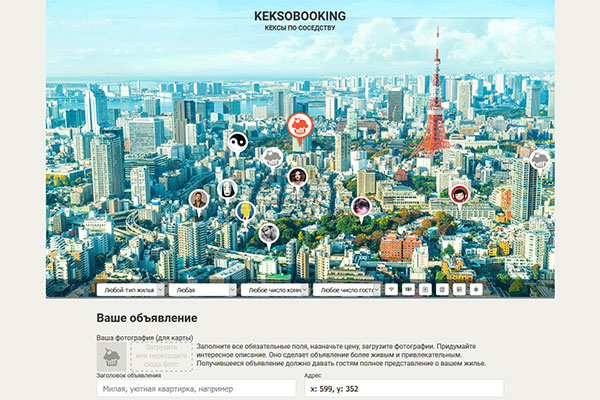 KEKSOBOOKING
КЕКСЫ ПО СОСЕДСТВУ
Любой тип жилья Любая Любое число комн Любое число гост
Ваше объявление
Ваша фотография (для карты)
Загрузите
или перетащите
сюда фото
Заполните все обязательные поля, назначьте цену, загрузите фотографии. Придумайте
интересное описание. Оно сделает объявление более живым и привлекательным.
Получившееся объявление должно давать гостям полное представление о вашем жилье.
Заголовок объявления Адрес
Милая, уютная квартирка, например x: 599, y: 352